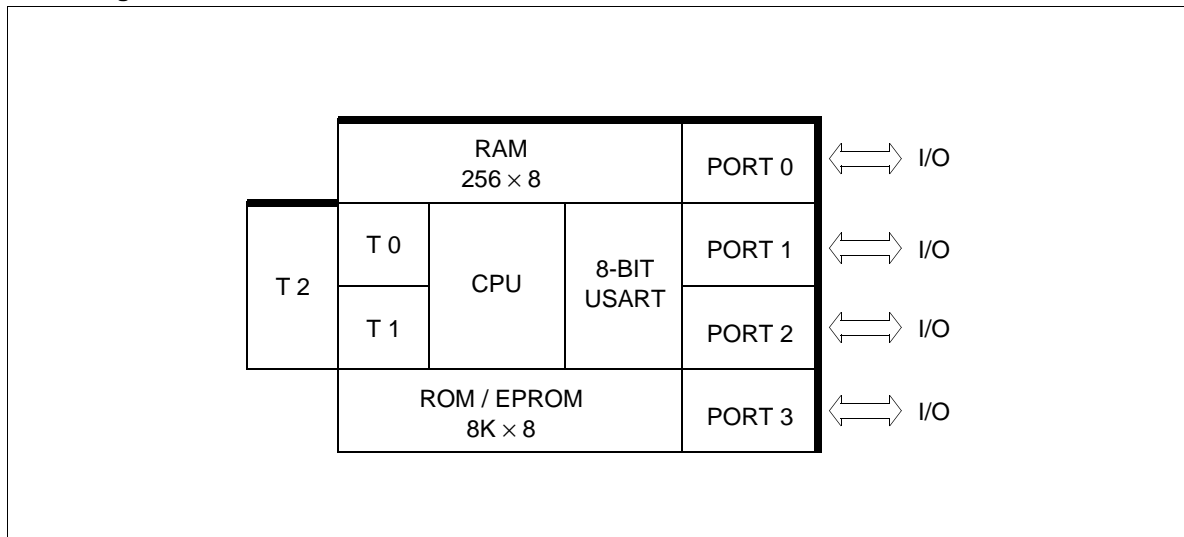 RAM
256 × 8
PORT 0
I/O
T 2
T 0
T 1
CPU
8-BIT
USART
PORT 1
I/O
PORT 2
I/O
ROM / EPROM
8K × 8
PORT 3
I/O